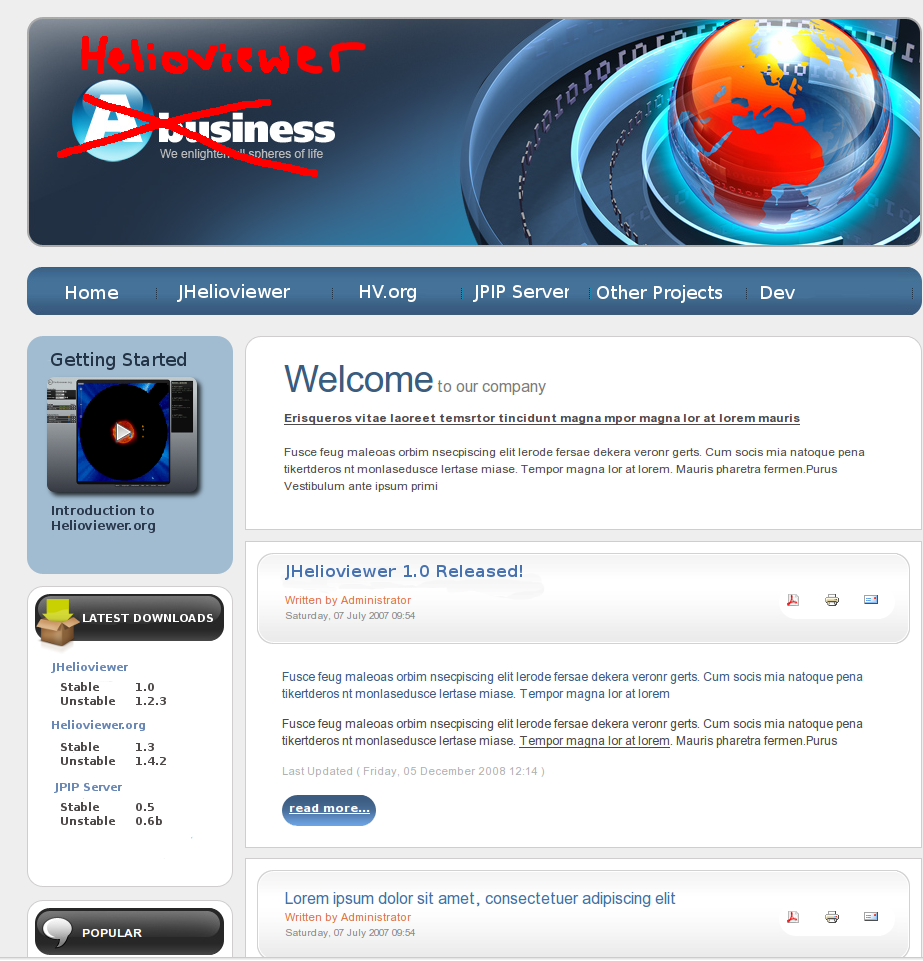 Helioviewer
A business
We enlighten all spheres of life
Home
JHelioviewer
HV.org
JPIP Server
Other Projects
Dev
Getting Started
Introduction to
Helioviewer.org
LATEST DOWNLOADS
JHelioviewer
Stable 1.0
Unstable 1.2.3
Helioviewer.org
Stable 1.3
Unstable 1.4.2
JPIP Server
Stable 0.5
Unstable 0.6b
POPULAR
Welcome to our company
Erisqueros vitae laoreet temsrtor tincidunt magna mpor magna lor at lorem mauris
Fusce feug maleoas orbim nsecpiscing elit lerode fersae dekera veronr gerts. Cum socis mia natoque pena
tikertderos nt monlasedusce lertase miase. Tempor magna lor at lorem. Mauris pharetra fermen.Purus
Vestibulum ante ipsum primi
JHelioviewer 1.0 Released!
Written by Administrator
Saturday, 07 July 2007 09:54
Fusce feug maleoas orbim nsecpiscing elit lerode fersae dekera veronr gerts. Cum socis mia natoque pena
tikertderos nt monlasedusce lertase miase. Tempor magna lor at lorem
Fusce feug maleoas orbim nsecpiscing elit lerode fersae dekera veronr gerts. Cum socis mia natoque pena
tikertderos nt monlasedusce lertase miase. Tempor magna lor at lorem. Mauris pharetra fermen.Purus
Last Updated ( Friday, 05 December 2008 12:14 )
read more...
Lorem ipsum dolor sit amet, consectetuer adipiscing elit
Written by Administrator
Saturday, 07 July 2007 09:54